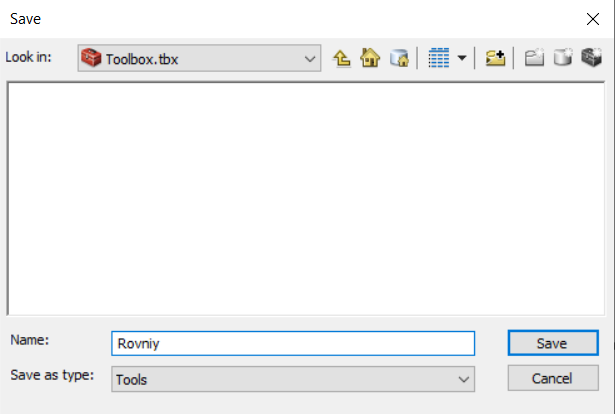 Save
Look in: Toolbox.tbx
Name: Rovniy Save
Save as type: Tools Cancel